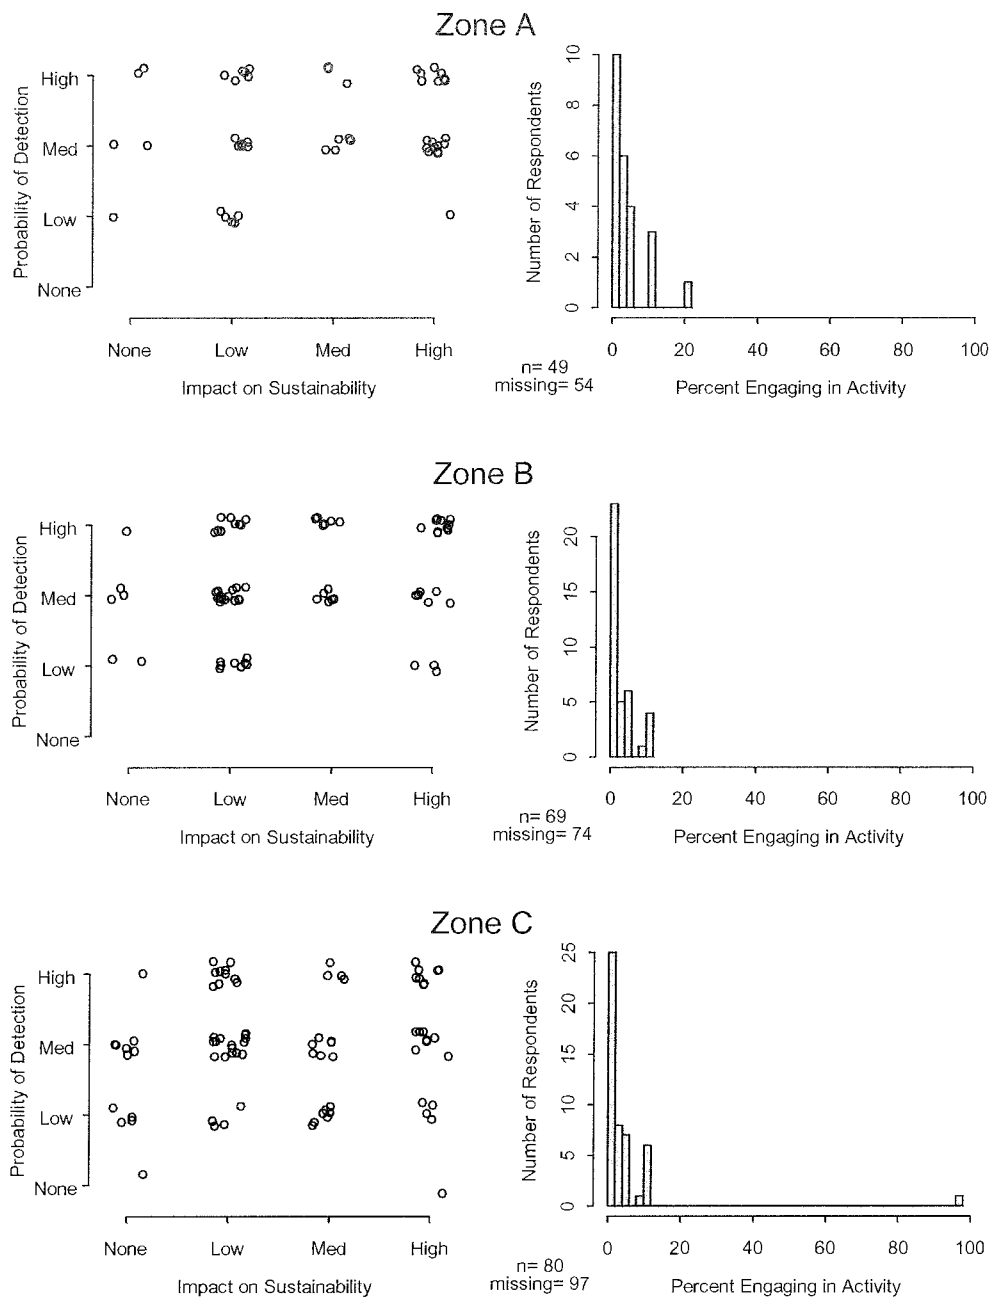 Zone A
Probability of Detection
High
Med
Low
None
None Low Med High
Impact on Sustainability
n= 49
missing= 54
Number of Respondents
0 2 4 6 8 10
0 20 40 60 80 100
Percent Engaging in Activity
Zone B
Probability of Detection
High
Med
Low
None
None Low Med High
Impact on Sustainability
n= 69
missing= 74
Number of Respondents
0 5 10 15 20
0 20 40 60 80 100
Percent Engaging in Activity
Zone C
Probability of Detection
High
Med
Low
None
None Low Med High
Impact on Sustainability
n= 80
missing= 97
Number of Respondents
0 5 10 15 20 25
0 20 40 60 80 100
Percent Engaging in Activity